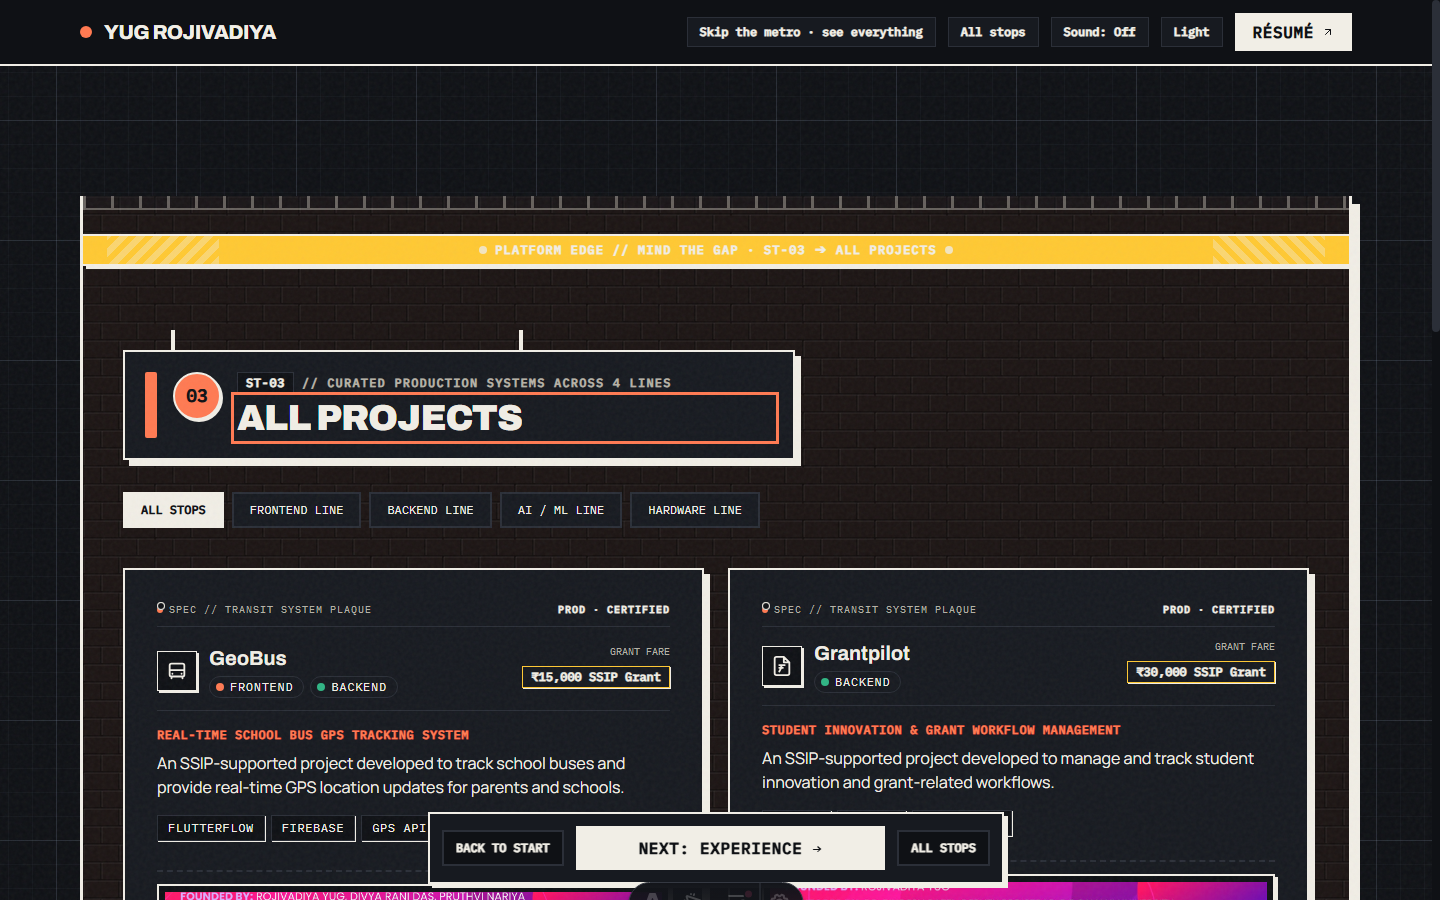 YUG ROJIVADIYA
Skip the metro · see everything
All stops
Sound: Off
Light
RÉSUMÉ ↗
PLATFORM EDGE // MIND THE GAP · ST-03 ➔ ALL PROJECTS
03
ST-03 // CURATED PRODUCTION SYSTEMS ACROSS 4 LINES
ALL PROJECTS
ALL STOPS
FRONTEND LINE
BACKEND LINE
AI / ML LINE
HARDWARE LINE
SPEC // TRANSIT SYSTEM PLAQUE
PROD · CERTIFIED
GeoBus
FRONTEND
BACKEND
GRANT FARE
₹15,000 SSIP Grant
REAL-TIME SCHOOL BUS GPS TRACKING SYSTEM
An SSIP-supported project developed to track school buses and
provide real-time GPS location updates for parents and schools.
FLUTTERFLOW
FIREBASE
GPS API
FOUNDED BY: ROJIVADIYA YUG, DIVYA RANI DAS, PRUTHVI NARIYA
SPEC // TRANSIT SYSTEM PLAQUE
PROD · CERTIFIED
Grantpilot
BACKEND
GRANT FARE
₹30,000 SSIP Grant
STUDENT INNOVATION & GRANT WORKFLOW MANAGEMENT
An SSIP-supported project developed to manage and track student
innovation and grant-related workflows.
BACK TO START
NEXT: EXPERIENCE →
ALL STOPS